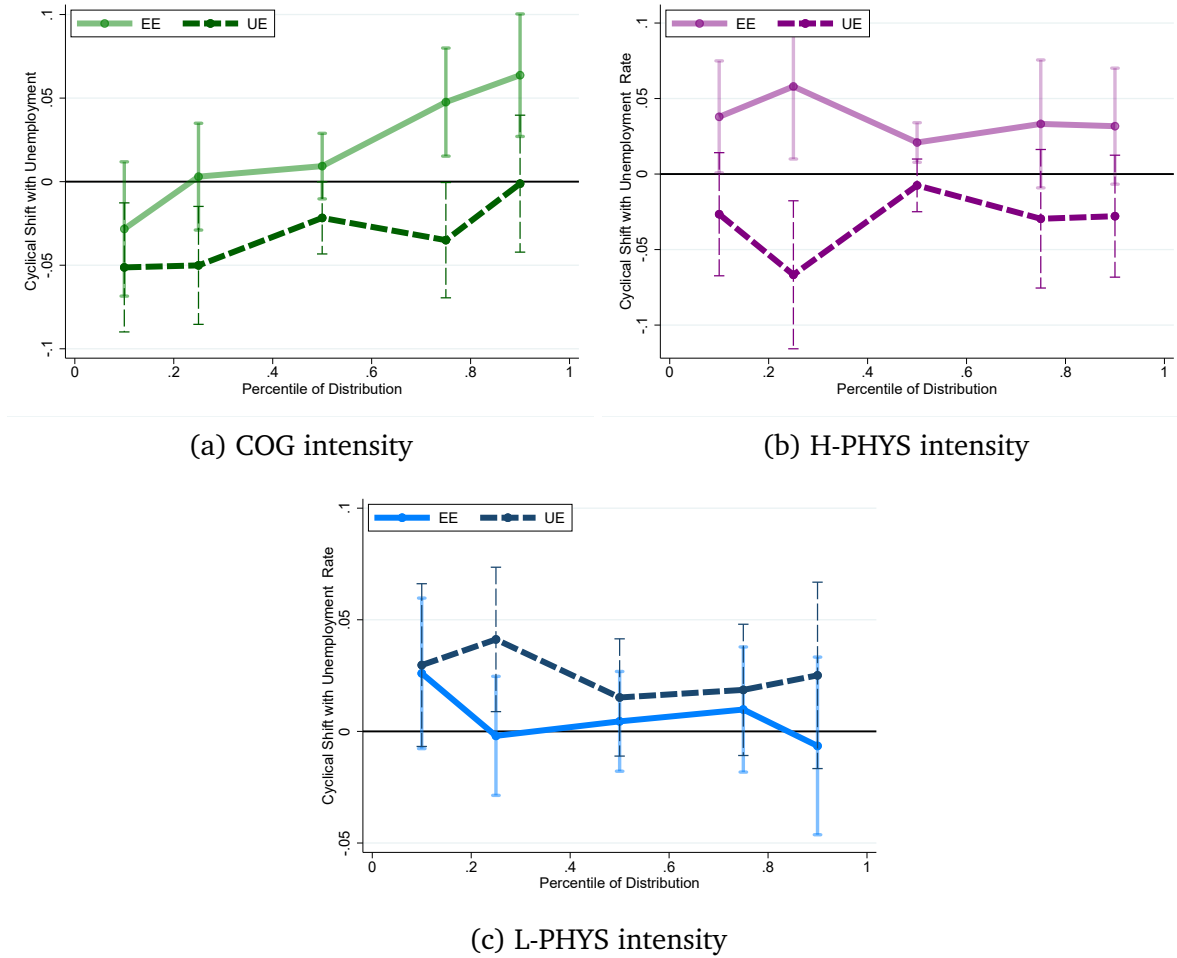 EE UE
Cyclical Shift with Unemployment
.1
.05
0
-.05
-.1
0 .2 .4 .6 .8 1
Percentile of Distribution
(a) COG intensity
EE UE
Cyclical Shift with Unemployment Rate
.1
.05
0
-.05
-.1
0 .2 .4 .6 .8 1
Percentile of Distribution
(b) H-PHYS intensity
EE UE
Cyclical Shift with Unemployment Rate
.1
.05
0
-.05
0 .2 .4 .6 .8 1
Percentile of Distribution
(c) L-PHYS intensity